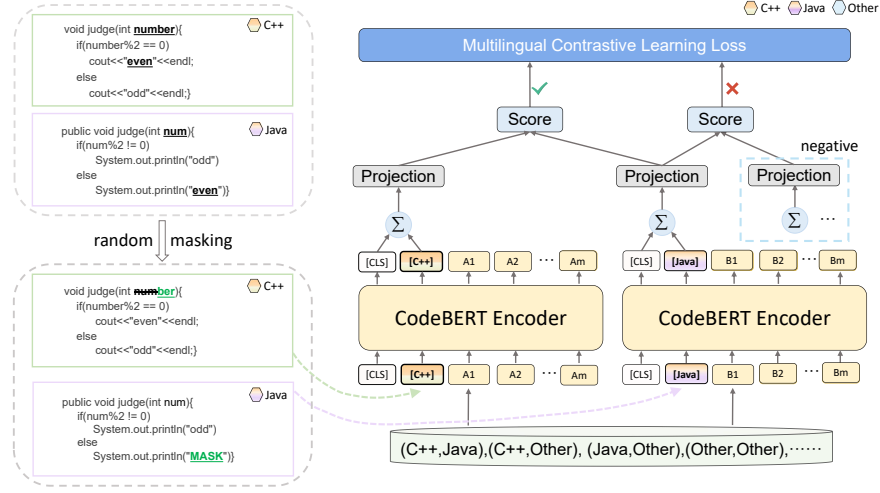 C++ Java Other
void judge(int number){
if(number%2 == 0)
cout<<"even"<<endl;
else
cout<<"odd"<<endl;}
C++
public void judge(int num){
if(num%2 != 0)
System.out.println("odd")
else
System.out.println("even")}
Java
random masking
void judge(int number){
if(number%2 == 0)
cout<<"even"<<endl;
else
cout<<"odd"<<endl;}
C++
public void judge(int num){
if(num%2 != 0)
System.out.println("odd")
else
System.out.println("MASK")}
Java
Multilingual Contrastive Learning Loss
Score Score
negative
Projection Projection Projection
Σ Σ Σ ...
[CLS] [C++] A1 A2 ... Am [CLS] [Java] B1 B2 ... Bm
CodeBERT Encoder CodeBERT Encoder
[CLS] [C++] A1 A2 ... Am [CLS] [Java] B1 B2 ... Bm
(C++,Java),(C++,Other), (Java,Other),(Other,Other),······